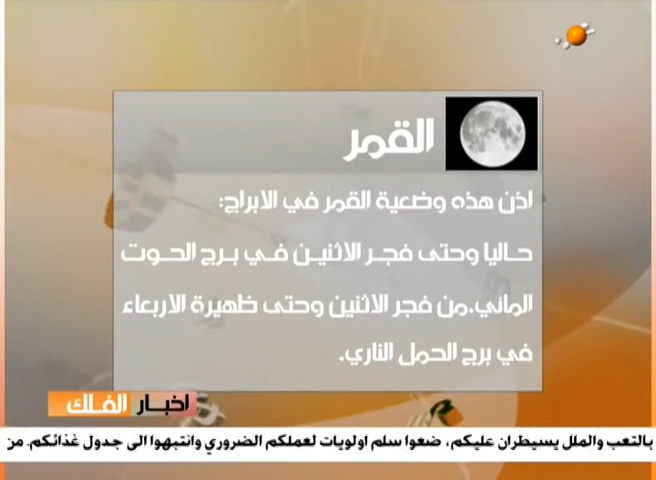 القمر
اذن هذه وضعية القمر في الابراج:
حاليا وحتى فجر الاثنين في برج الحوت
المائي.من فجر الاثنين وحتى ظهيرة الاربعاء
في برج الحمل الناري.
اخبار الفلك
بالتعب والملل يسيطران عليكم، ضعوا سلم اولويات لعملكم الضروري وانتبهوا الى جدول غذائكم. من